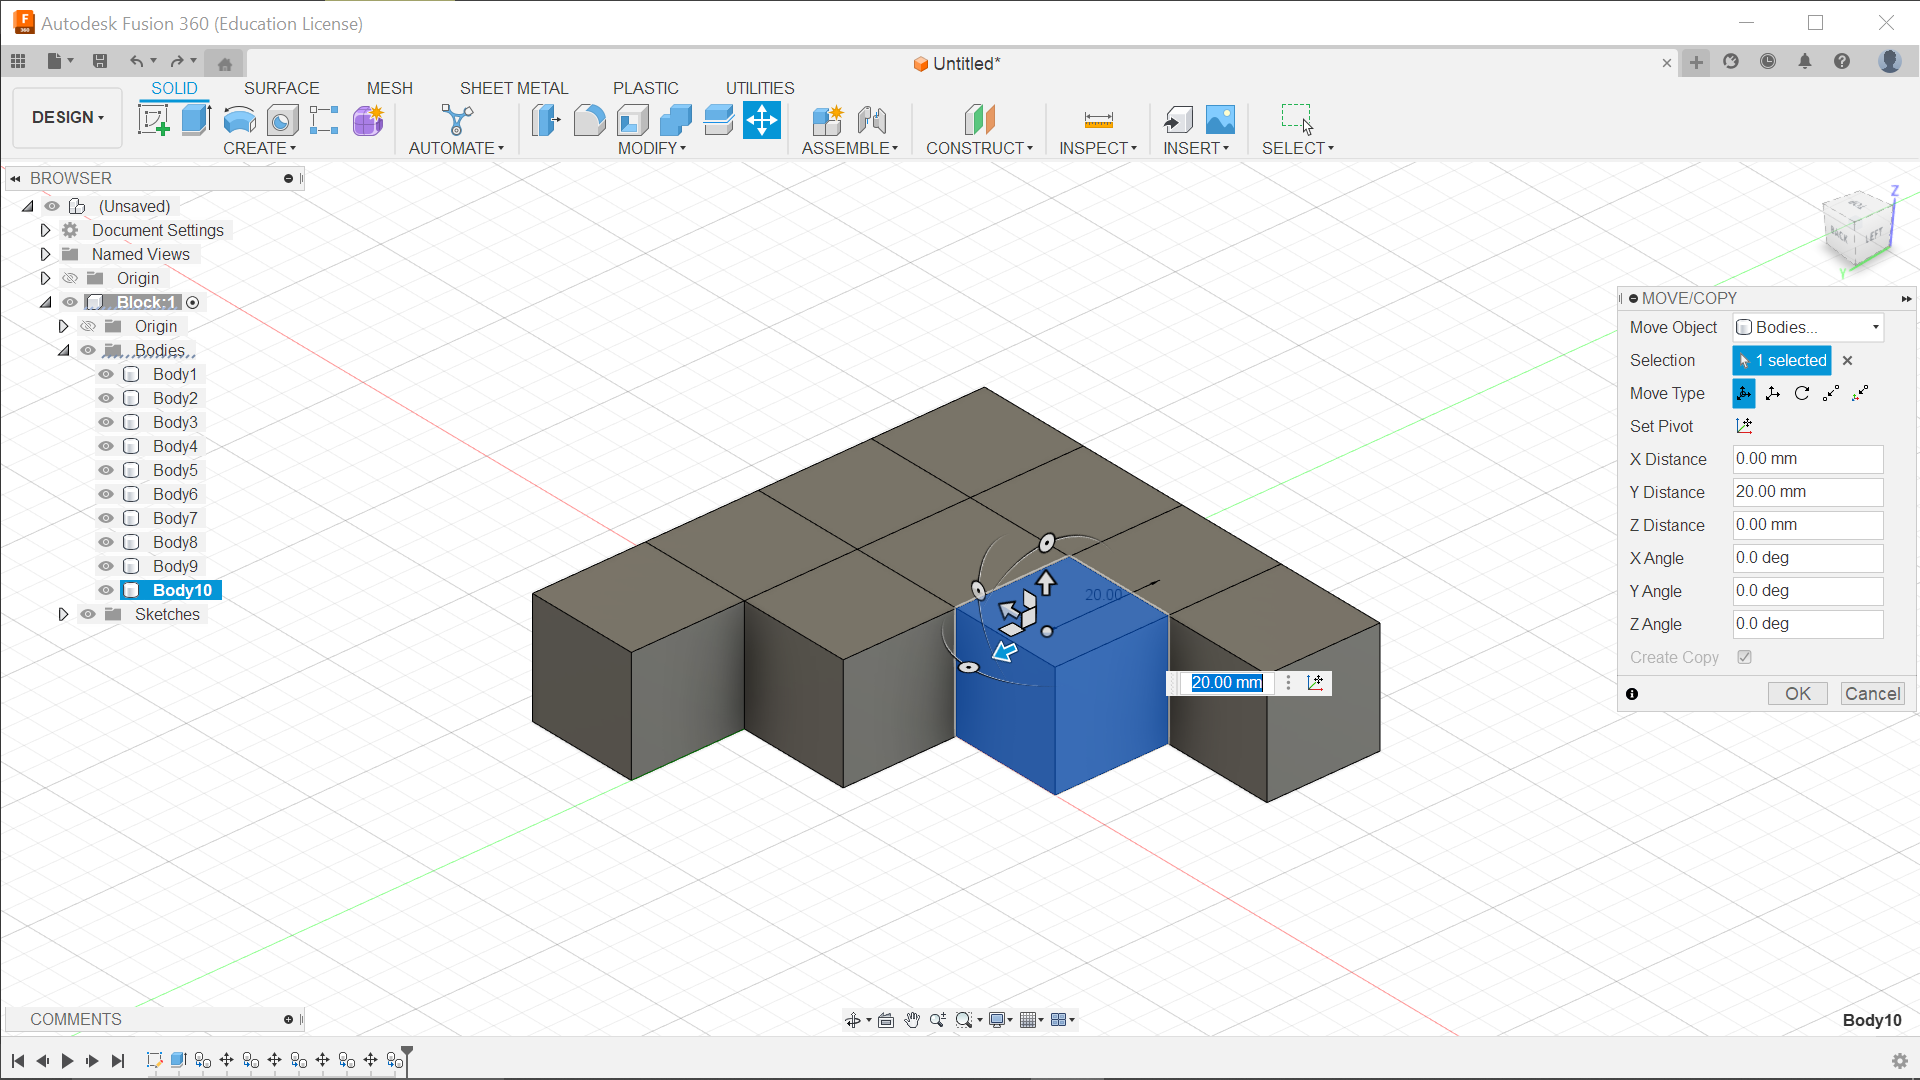 Autodesk Fusion 360 (Education License)
Untitled*
SOLID SURFACE MESH SHEET METAL PLASTIC UTILITIES
DESIGN
CREATE AUTOMATE MODIFY ASSEMBLE CONSTRUCT INSPECT INSERT SELECT
BROWSER
(Unsaved)
Document Settings
Named Views
Origin
Block:1
Origin
Bodies
Body1
Body2
Body3
Body4
Body5
Body6
Body7
Body8
Body9
Body10
Sketches
20.00
20.00 mm
Z
TOP
BACK
LEFT
Y
MOVE/COPY
Move Object Bodies...
Selection 1 selected
Move Type
Set Pivot
X Distance 0.00 mm
Y Distance 20.00 mm
Z Distance 0.00 mm
X Angle 0.0 deg
Y Angle 0.0 deg
Z Angle 0.0 deg
Create Copy
OK Cancel
COMMENTS
Body10